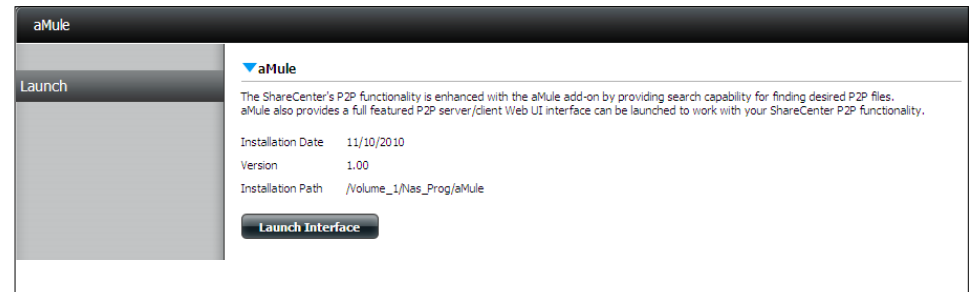 aMule
Launch
aMule
The ShareCenter's P2P functionality is enhanced with the aMule add-on by providing search capability for finding desired P2P files.
aMule also provides a full featured P2P server/client Web UI interface can be launched to work with your ShareCenter P2P functionality.
Installation Date 11/10/2010
Version 1.00
Installation Path /Volume_1/Nas_Prog/aMule
Launch Interface